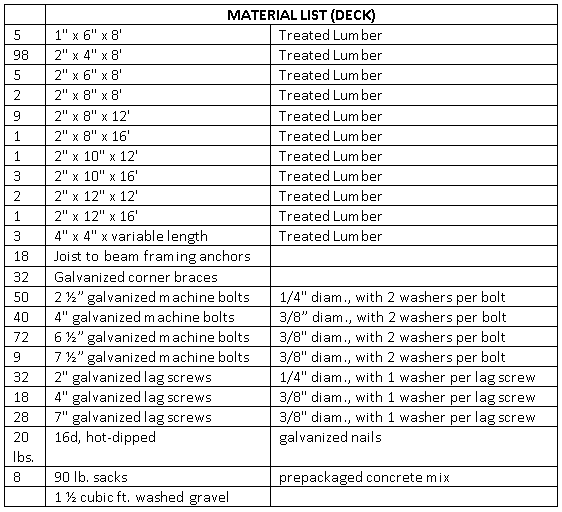 MATERIAL LIST (DECK)
5 1" x 6" x 8' Treated Lumber
98 2" x 4" x 8' Treated Lumber
5 2" x 6" x 8' Treated Lumber
2 2" x 8" x 8' Treated Lumber
9 2" x 8" x 12' Treated Lumber
1 2" x 8" x 16' Treated Lumber
1 2" x 10" x 12' Treated Lumber
3 2" x 10" x 16' Treated Lumber
2 2" x 12" x 12' Treated Lumber
1 2" x 12" x 16' Treated Lumber
3 4" x 4" x variable length Treated Lumber
18 Joist to beam framing anchors
32 Galvanized corner braces
50 2 ½” galvanized machine bolts 1/4" diam., with 2 washers per bolt
40 4" galvanized machine bolts 3/8” diam., with 2 washers per bolt
72 6 ½” galvanized machine bolts 3/8" diam., with 2 washers per bolt
9 7 ½” galvanized machine bolts 3/8" diam., with 2 washers per bolt
32 2" galvanized lag screws 1/4" diam., with 1 washer per lag screw
18 4" galvanized lag screws 3/8" diam., with 1 washer per lag screw
28 7" galvanized lag screws 3/8" diam., with 1 washer per lag screw
20 16d, hot-dipped galvanized nails
lbs.
8 90 lb. sacks prepackaged concrete mix
1 ½ cubic ft. washed gravel